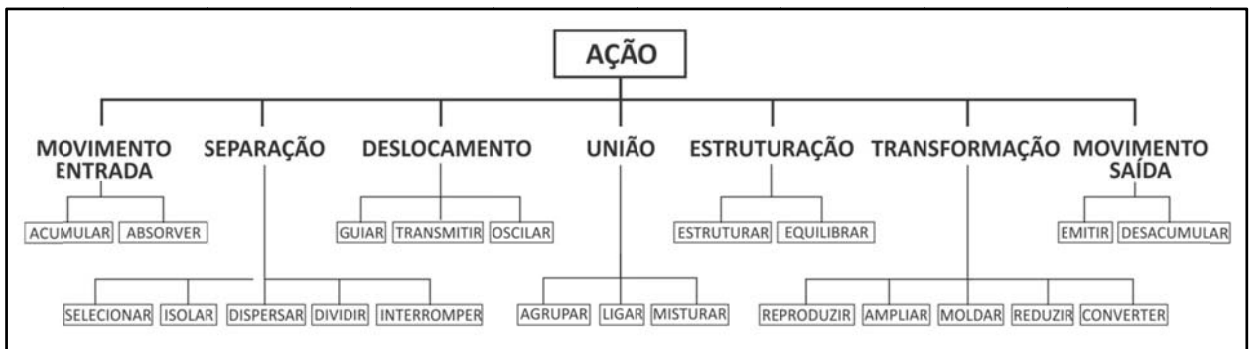 AÇÃO
MOVIMENTO ENTRADA
SEPARAÇÃO
DESLOCAMENTO
UNIÃO
ESTRUTURAÇÃO
TRANSFORMAÇÃO
MOVIMENTO SAÍDA
ACUMULAR
ABSORVER
GUIAR
TRANSMITIR
OSCILAR
ESTRUTURAR
EQUILIBRAR
EMITIR
DESACUMULAR
SELECIONAR
ISOLAR
DISPERSAR
DIVIDIR
INTERROMPER
AGRUPAR
LIGAR
MISTURAR
REPRODUZIR
AMPLIAR
MOLDAR
REDUZIR
CONVERTER